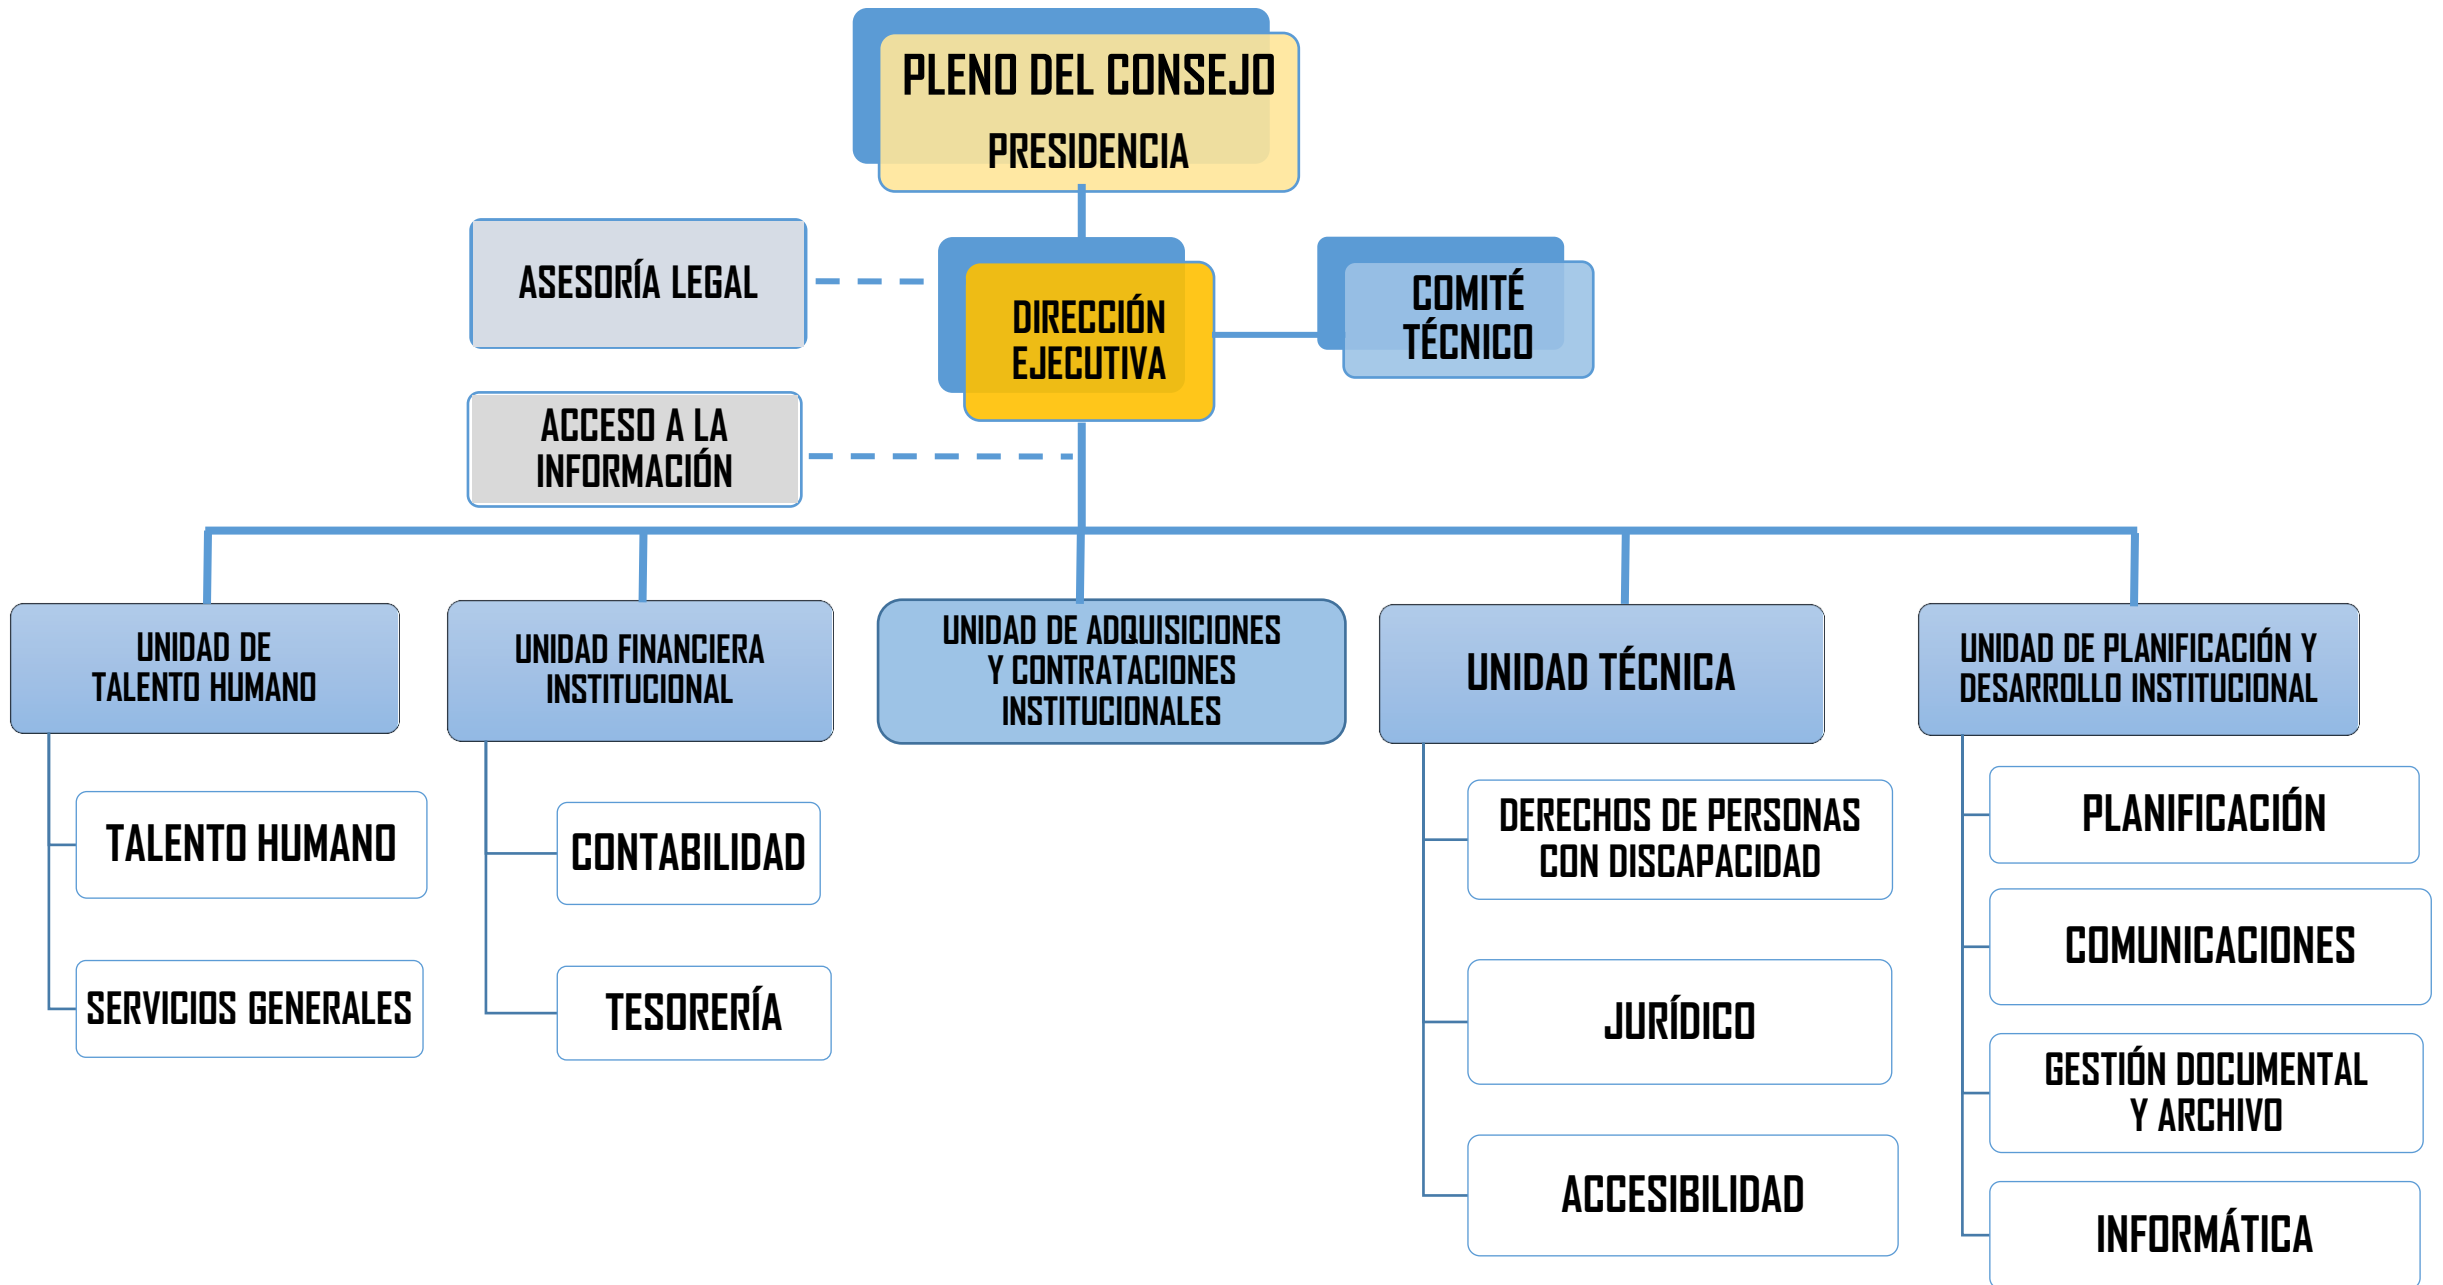 PLENO DEL CONSEJO
PRESIDENCIA
ASESORÍA LEGAL
DIRECCIÓN
EJECUTIVA
COMITÉ
TÉCNICO
ACCESO A LA
INFORMACIÓN
UNIDAD DE
TALENTO HUMANO
UNIDAD FINANCIERA
INSTITUCIONAL
UNIDAD DE ADQUISICIONES
Y CONTRATACIONES
INSTITUCIONALES
UNIDAD TÉCNICA
UNIDAD DE PLANIFICACIÓN Y
DESARROLLO INSTITUCIONAL
TALENTO HUMANO
SERVICIOS GENERALES
CONTABILIDAD
TESORERÍA
DERECHOS DE PERSONAS
CON DISCAPACIDAD
JURÍDICO
ACCESIBILIDAD
PLANIFICACIÓN
COMUNICACIONES
GESTIÓN DOCUMENTAL
Y ARCHIVO
INFORMÁTICA